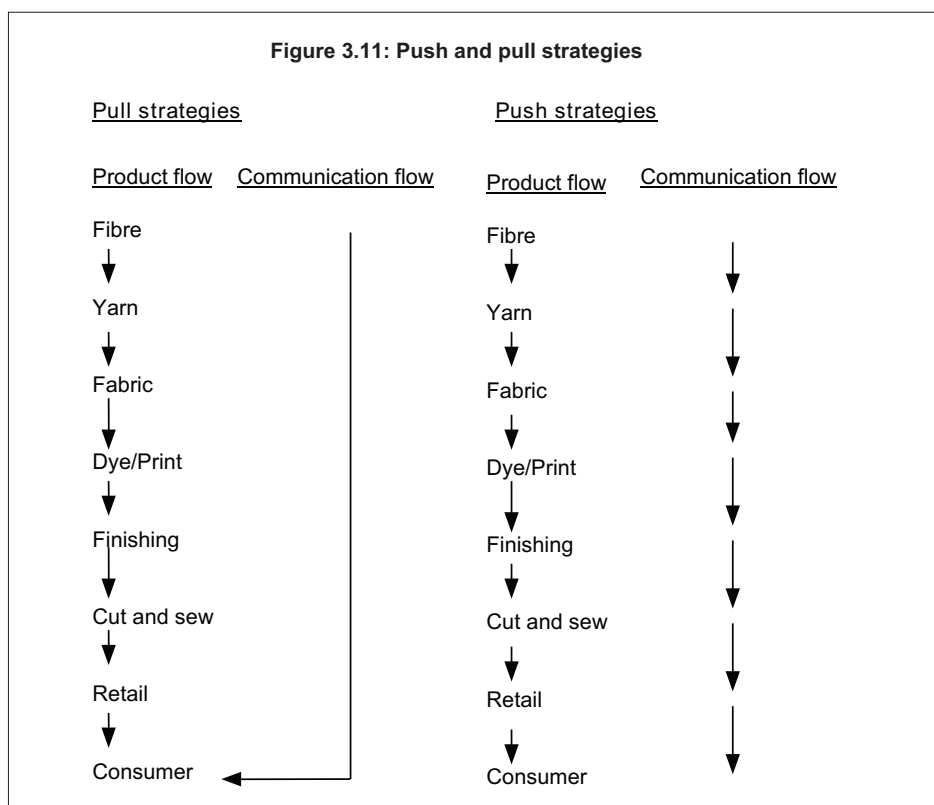 Figure 3.11: Push and pull strategies
Pull strategies
Product flow Communication flow
Fibre
Yarn
Fabric
Dye/Print
Finishing
Cut and sew
Retail
Consumer
Push strategies
Product flow Communication flow
Fibre
Yarn
Fabric
Dye/Print
Finishing
Cut and sew
Retail
Consumer